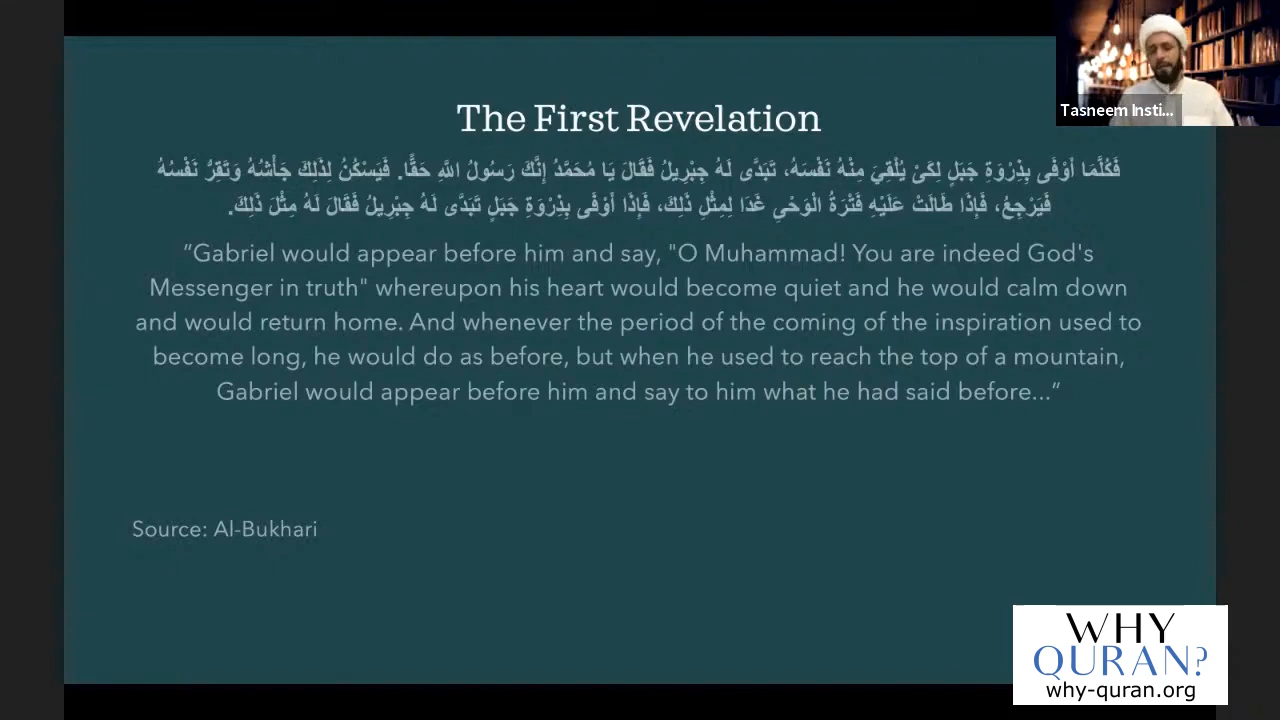 Tasneem Insti...
The First Revelation
فَكُلَّمَا أَوْفَى بِذِرْوَةِ جَبَلٍ لِكَىْ يُلْقِيَ مِنْهُ نَفْسَهُ، تَبَدَّى لَهُ جِبْرِيلُ فَقَالَ يَا مُحَمَّدُ إِنَّكَ رَسُولُ اللَّهِ حَقًّا. فَيَسْكُنُ لِذَلِكَ جَأْشُهُ وَتَقِرُّ نَفْسُهُ
فَيَرْجِعُ، فَإِذَا طَالَتْ عَلَيْهِ فَتْرَةُ الْوَحْىِ غَدَا لِمِثْلِ ذَلِكَ، فَإِذَا أَوْفَى بِذِرْوَةِ جَبَلٍ تَبَدَّى لَهُ جِبْرِيلُ فَقَالَ لَهُ مِثْلَ ذَلِكَ.
“Gabriel would appear before him and say, "O Muhammad! You are indeed God's
Messenger in truth" whereupon his heart would become quiet and he would calm down
and would return home. And whenever the period of the coming of the inspiration used to
become long, he would do as before, but when he used to reach the top of a mountain,
Gabriel would appear before him and say to him what he had said before...”
Source: Al-Bukhari
WHY
QURAN?
why-quran.org